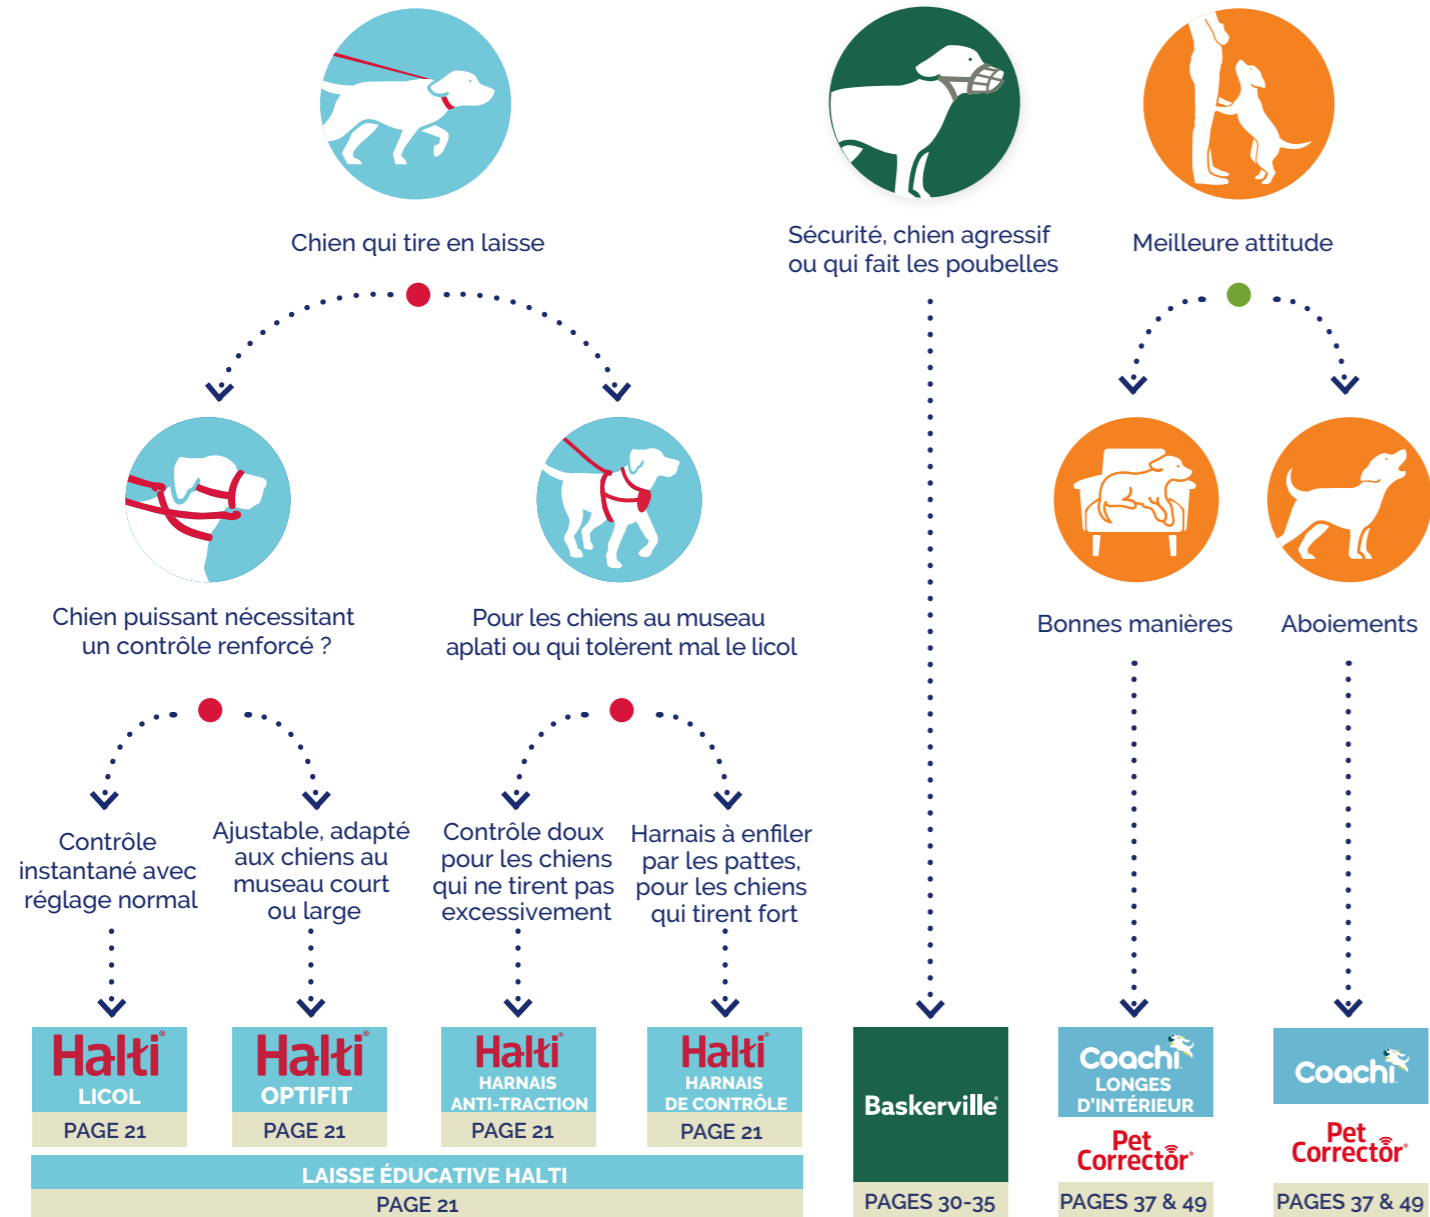 Chien qui tire en laisse
Sécurité, chien agressif
ou qui fait les poubelles
Meilleure attitude
Chien puissant nécessitant
un contrôle renforcé ?
Pour les chiens au museau
aplati ou qui tolèrent mal le licol
Bonnes manières
Aboiements
Contrôle
instantané avec
réglage normal
Ajustable, adapté
aux chiens au
museau court
ou large
Contrôle doux
pour les chiens
qui ne tirent pas
excessivement
Harnais à enfiler
par les pattes,
pour les chiens
qui tirent fort
Halti®
LICOL
PAGE 21
Halti®
OPTIFIT
PAGE 21
Halti®
HARNAIS
ANTI-TRACTION
PAGE 21
Halti®
HARNAIS
DE CONTRÔLE
PAGE 21
LAISSE ÉDUCATIVE HALTI
PAGE 21
Baskerville®
PAGES 30-35
Coachi
LONGES
D'INTÉRIEUR
Pet
Corrector®
PAGES 37 & 49
Coachi
Pet
Corrector®
PAGES 37 & 49